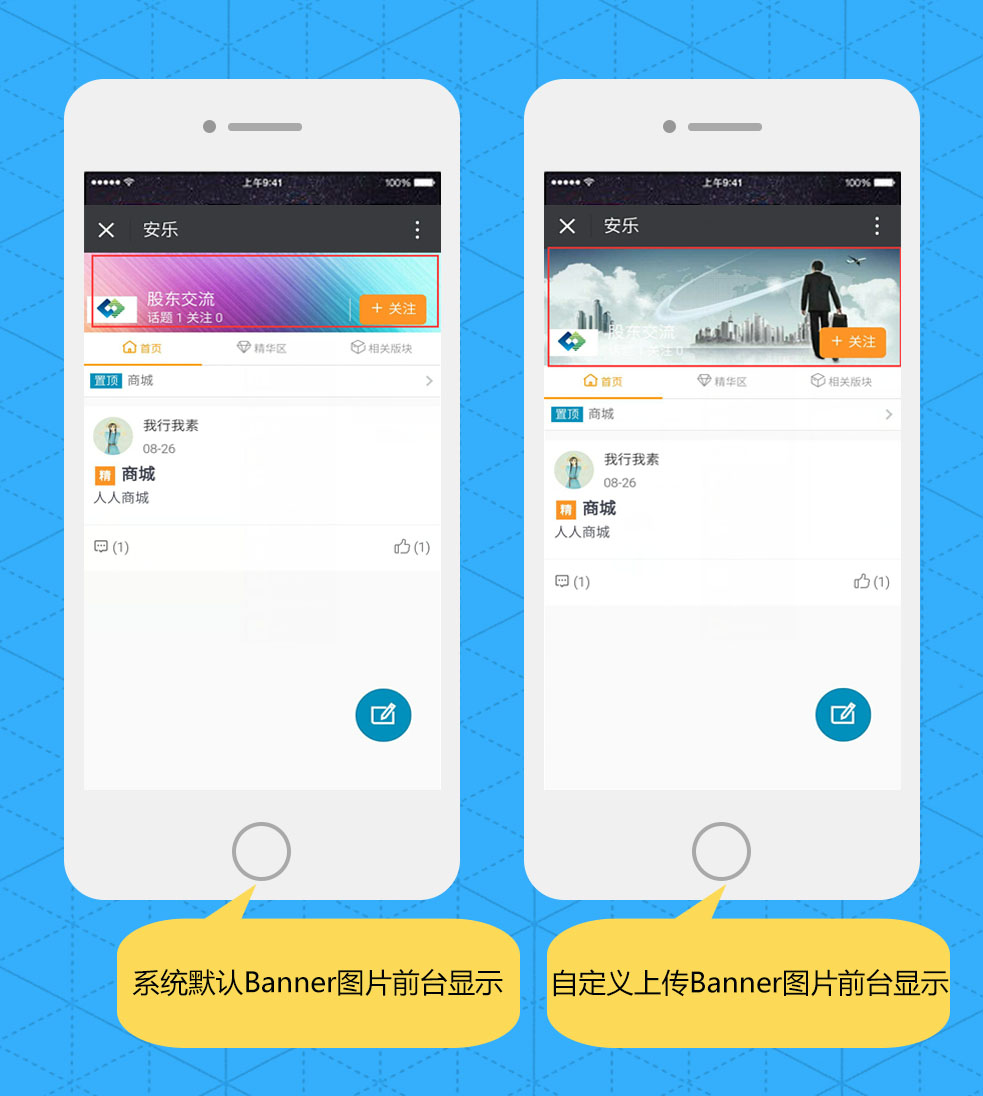 上午9:41
100%
安乐
股东交流
话题 1 关注 0
+ 关注
首页
精华区
相关版块
置顶 商城
我行我素
08-26
精 商城
人人商城
(1)
(1)
系统默认Banner图片前台显示
上午9:41
100%
安乐
股东交流
话题 1 关注 0
+ 关注
首页
精华区
相关版块
置顶 商城
我行我素
08-26
精 商城
人人商城
(1)
(1)
自定义上传Banner图片前台显示